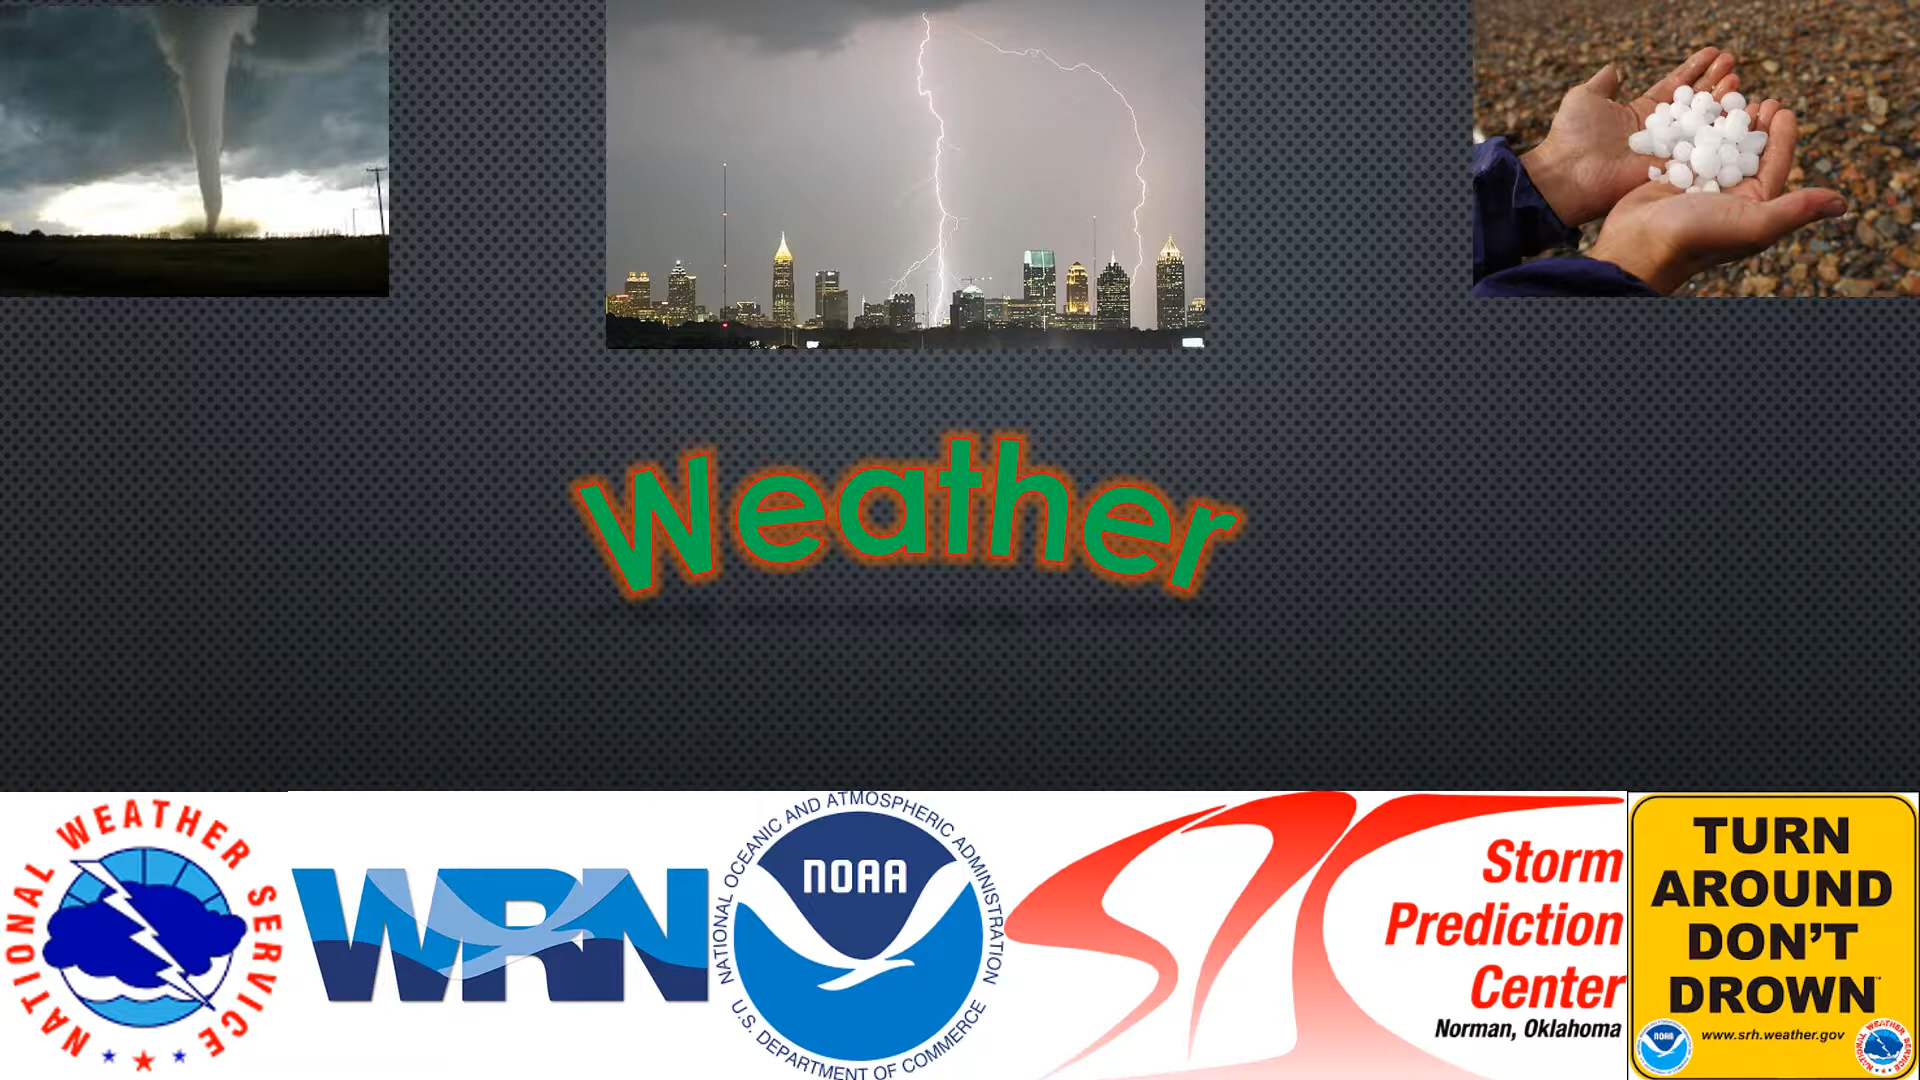 Weather
NATIONAL WEATHER SERVICE
WRN
NATIONAL OCEANIC AND ATMOSPHERIC ADMINISTRATION
NOAA
U.S. DEPARTMENT OF COMMERCE
Storm
Prediction
Center
Norman, Oklahoma
TURN
AROUND
DON'T
DROWN
www.srh.weather.gov
NOAA